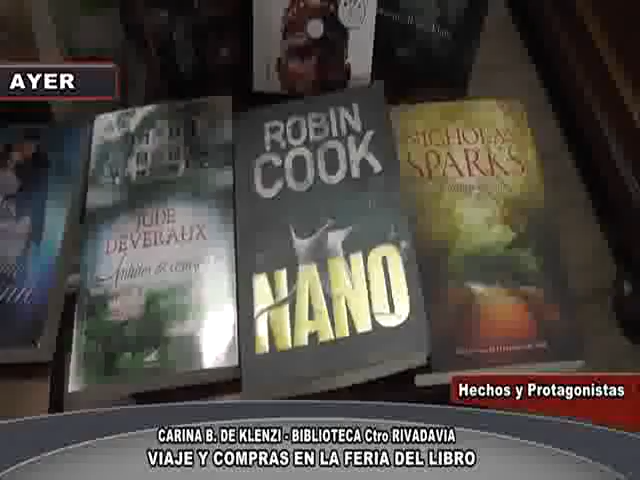 AYER
JUDE
DEVERAUX
ROBIN
COOK
NANO
NICHOLAS
SPARKS
Hechos y Protagonistas
CARINA B. DE KLENZI - BIBLIOTECA Ctro RIVADAVIA
VIAJE Y COMPRAS EN LA FERIA DEL LIBRO